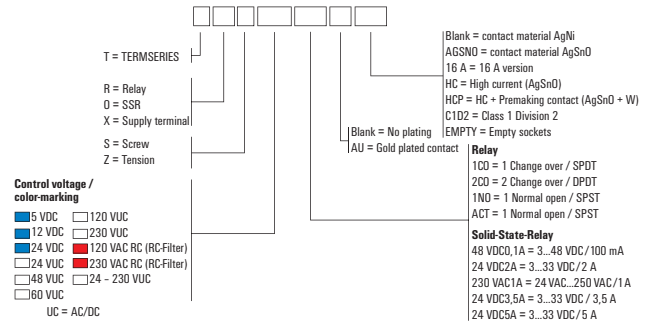 T = TERMSERIES
R = Relay
O = SSR
X = Supply terminal
S = Screw
Z = Tension
Control voltage /
color-marking
5 VDC
12 VDC
24 VDC
24 VUC
48 VUC
60 VUC
120 VUC
230 VUC
120 VAC RC (RC-Filter)
230 VAC RC (RC-Filter)
24 – 230 VUC
UC = AC/DC
Blank = No plating
AU = Gold plated contact
Blank = contact material AgNi
AGSNO = contact material AgSnO
16 A = 16 A version
HC = High current (AgSnO)
HCP = HC + Premaking contact (AgSnO + W)
C1D2 = Class 1 Division 2
EMPTY = Empty sockets
Relay
1CO = 1 Change over / SPDT
2CO = 2 Change over / DPDT
1NO = 1 Normal open / SPST
ACT = 1 Normal open / SPST
Solid-State-Relay
48 VDC0,1A = 3...48 VDC/100 mA
24 VDC2A = 3...33 VDC/2 A
230 VAC1A = 24 VAC...250 VAC/1A
24 VDC3,5A = 3...33 VDC / 3,5 A
24 VDC5A = 3...33 VDC/5 A